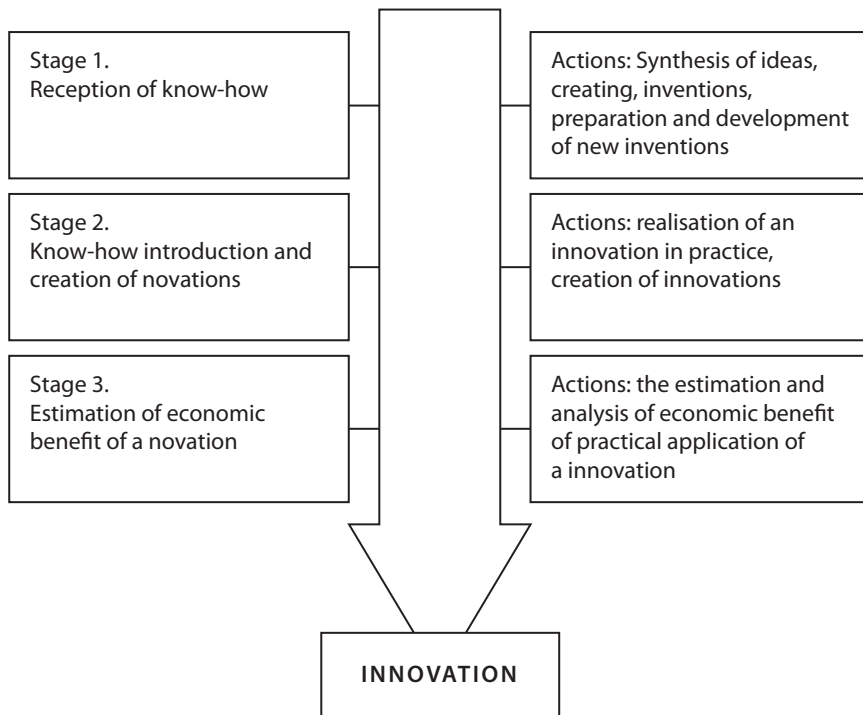 Stage 1.
Reception of know-how
Actions: Synthesis of ideas,
creating, inventions,
preparation and development
of new inventions
Stage 2.
Know-how introduction and
creation of novations
Actions: realisation of an
innovation in practice,
creation of innovations
Stage 3.
Estimation of economic
benefit of a novation
Actions: the estimation and
analysis of economic benefit
of practical application of
a innovation
INNOVATION